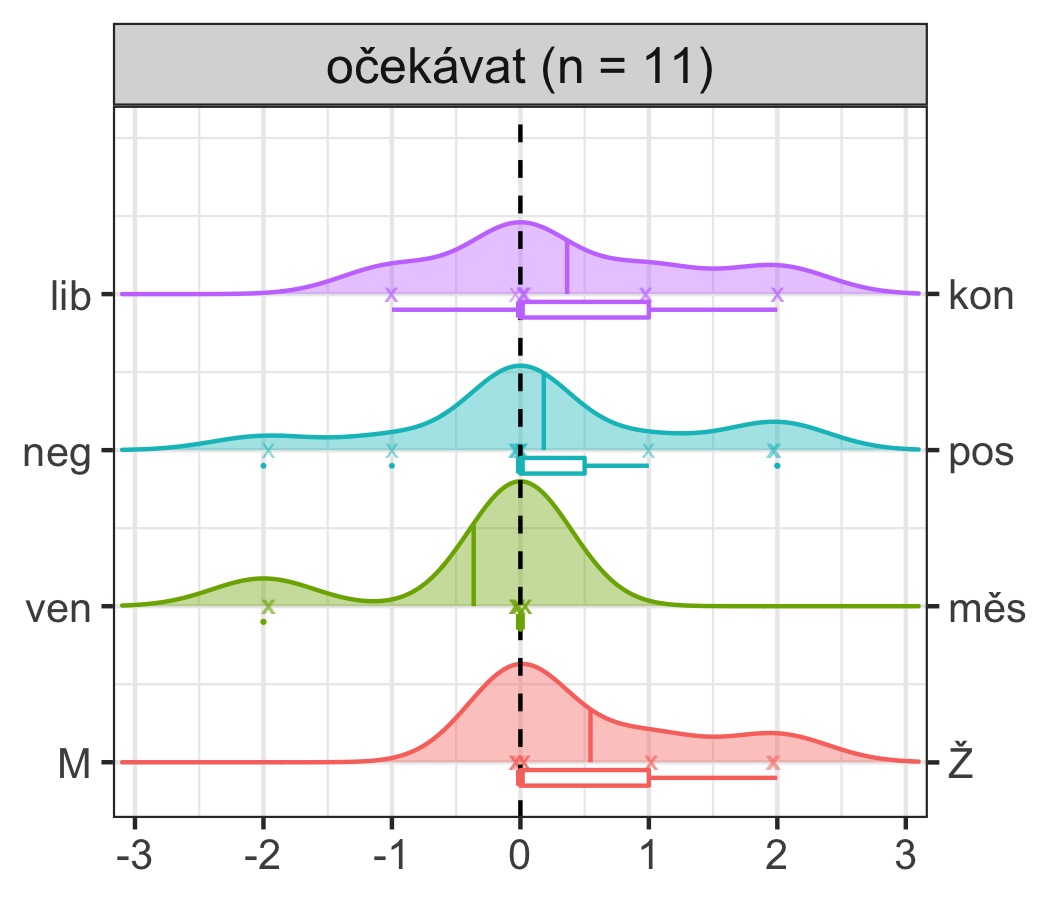 očekávat (n = 11)
lib kon
neg pos
ven měs
M Ž
-3 -2 -1 0 1 2 3